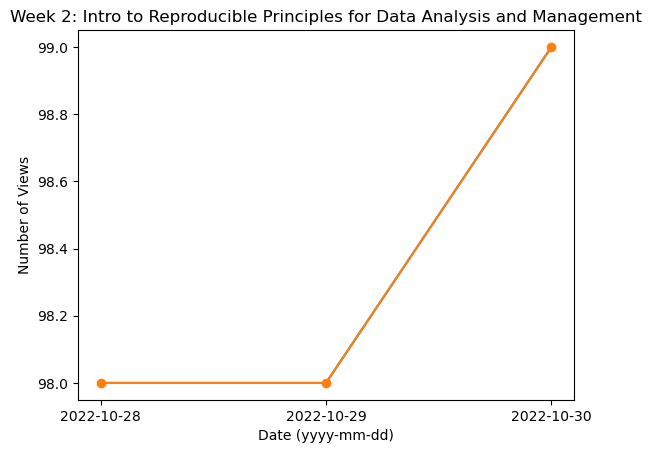 Week 2: Intro to Reproducible Principles for Data Analysis and Management
99.0
98.8
98.6
98.4
98.2
98.0
Number of Views
2022-10-28 2022-10-29 2022-10-30
Date (yyyy-mm-dd)